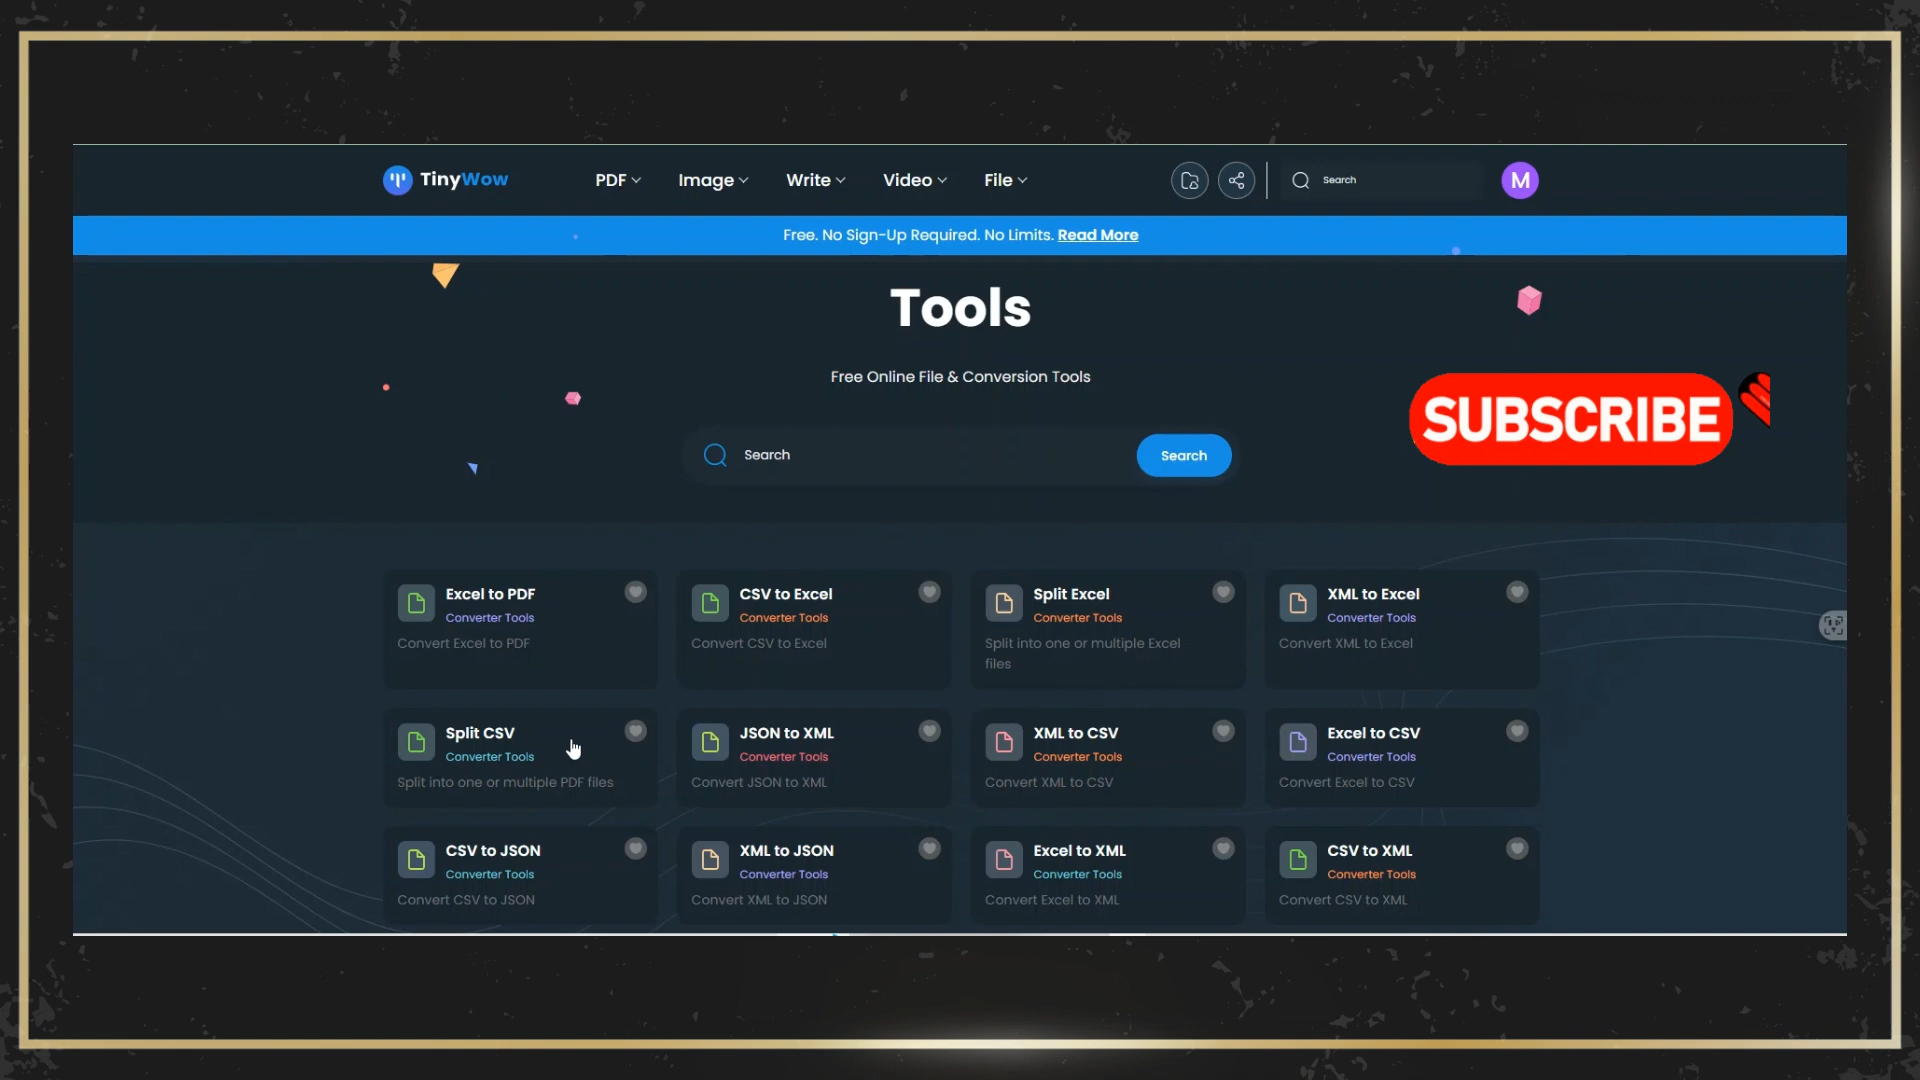 TinyWow
PDF
Image
Write
Video
File
Search
M
Free. No Sign-Up Required. No Limits. Read More
Tools
Free Online File & Conversion Tools
SUBSCRIBE
Search
Search
Excel to PDF
Converter Tools
Convert Excel to PDF
CSV to Excel
Converter Tools
Convert CSV to Excel
Split Excel
Converter Tools
Split into one or multiple Excel
files
XML to Excel
Converter Tools
Convert XML to Excel
Split CSV
Converter Tools
Split into one or multiple PDF files
JSON to XML
Converter Tools
Convert JSON to XML
XML to CSV
Converter Tools
Convert XML to CSV
Excel to CSV
Converter Tools
Convert Excel to CSV
CSV to JSON
Converter Tools
Convert CSV to JSON
XML to JSON
Converter Tools
Convert XML to JSON
Excel to XML
Converter Tools
Convert Excel to XML
CSV to XML
Converter Tools
Convert CSV to XML